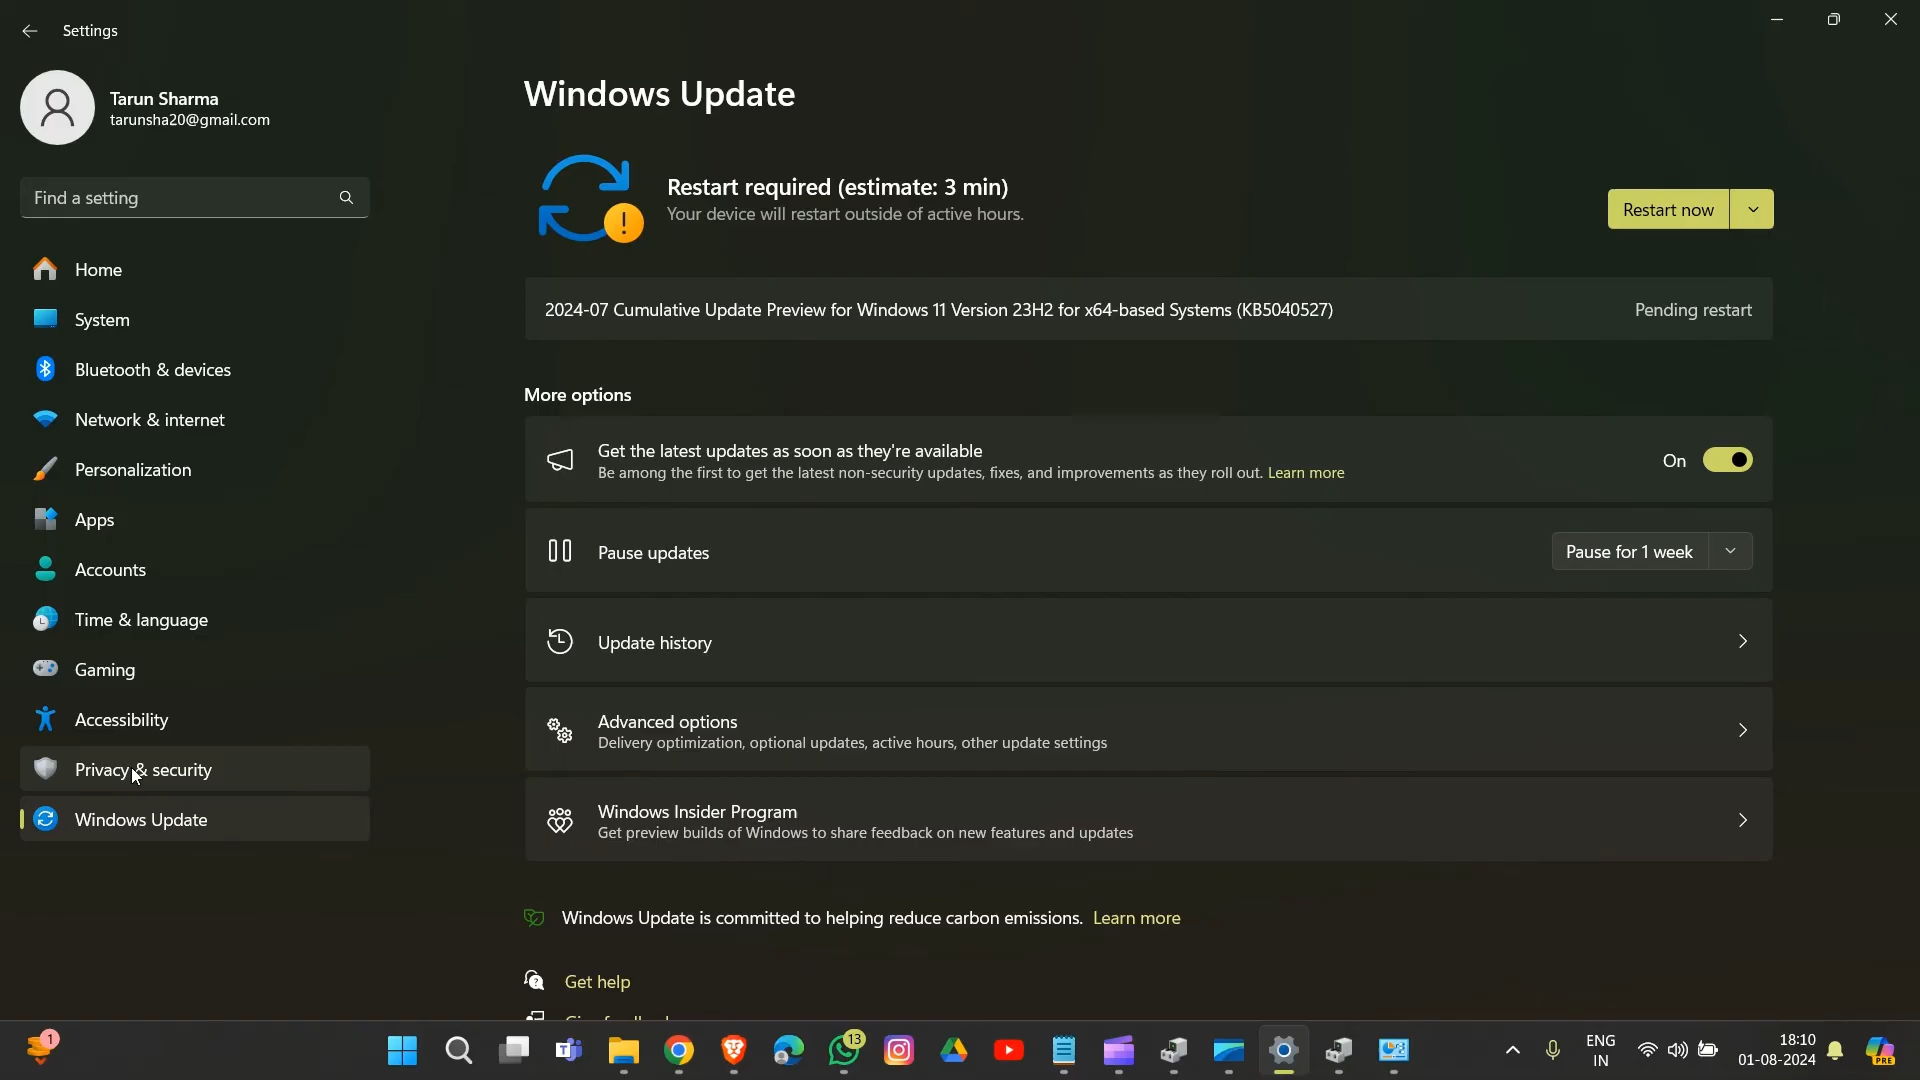 Settings
Tarun Sharma
tarunsha20@gmail.com
Find a setting
Home
System
Bluetooth & devices
Network & internet
Personalization
Apps
Accounts
Time & language
Gaming
Accessibility
Privacy & security
Windows Update
Windows Update
Restart required (estimate: 3 min)
Your device will restart outside of active hours.
Restart now
2024-07 Cumulative Update Preview for Windows 11 Version 23H2 for x64-based Systems (KB5040527)
Pending restart
More options
Get the latest updates as soon as they're available
Be among the first to get the latest non-security updates, fixes, and improvements as they roll out. Learn more
On
Pause updates
Pause for 1 week
Update history
Advanced options
Delivery optimization, optional updates, active hours, other update settings
Windows Insider Program
Get preview builds of Windows to share feedback on new features and updates
Windows Update is committed to helping reduce carbon emissions. Learn more
Get help
1
13
ENG
IN
18:10
01-08-2024
PRE